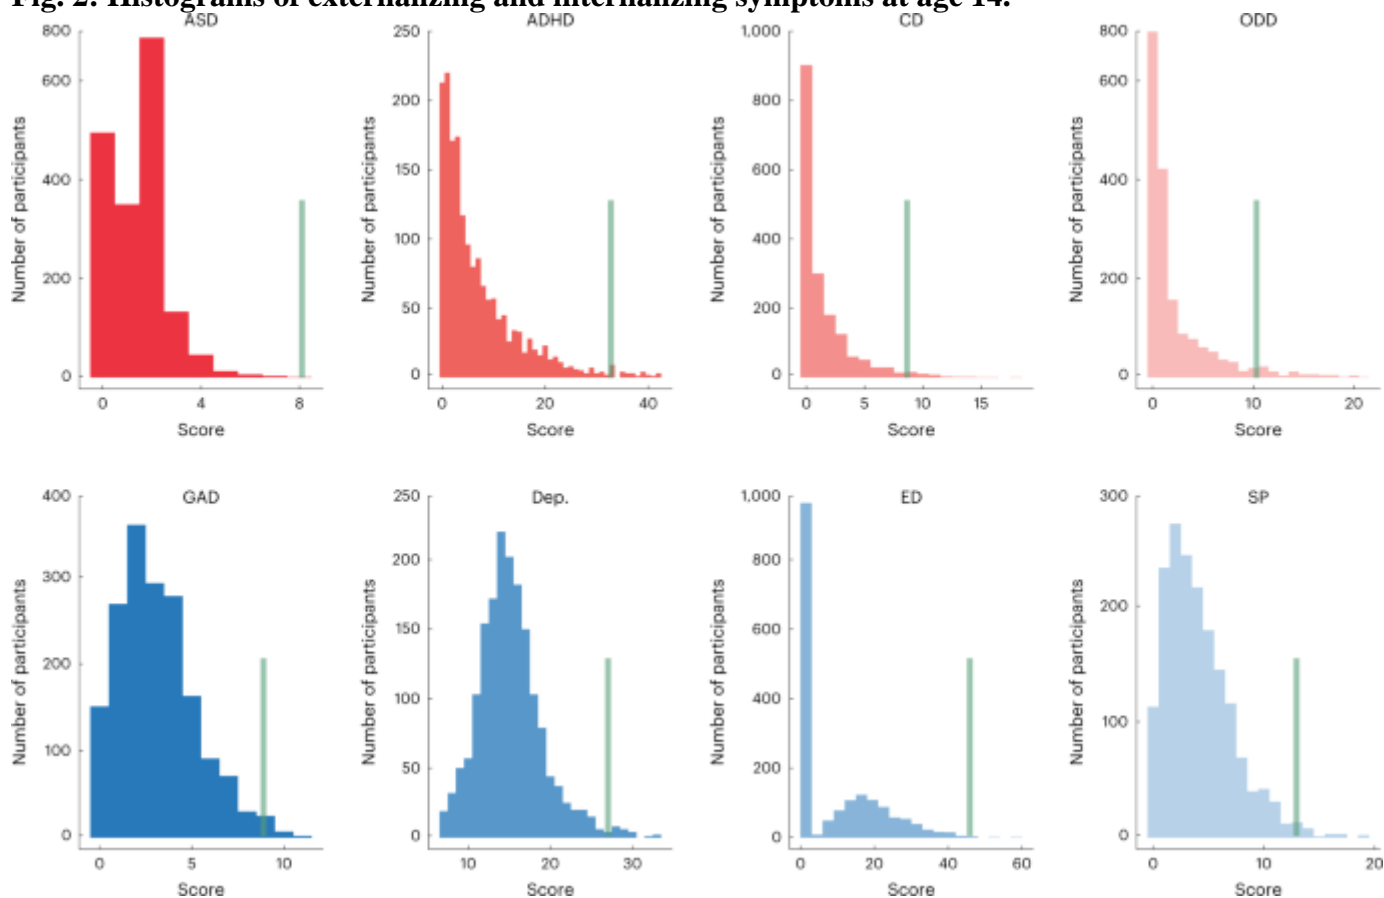 Fig. 2: Histograms of externalizing and internalizing symptoms at age 14.
ASD
Number of participants
800
600
400
200
0
0 4 8
Score
ADHD
Number of participants
250
200
150
100
50
0
0 20 40
Score
CD
Number of participants
1,000
800
600
400
200
0
0 5 10 15
Score
ODD
Number of participants
800
600
400
200
0
0 10 20
Score
GAD
Number of participants
400
300
200
100
0
0 5 10
Score
Dep.
Number of participants
250
200
150
100
50
0
10 20 30
Score
ED
Number of participants
1,000
800
600
400
200
0
0 20 40 60
Score
SP
Number of participants
300
200
100
0
0 10 20
Score